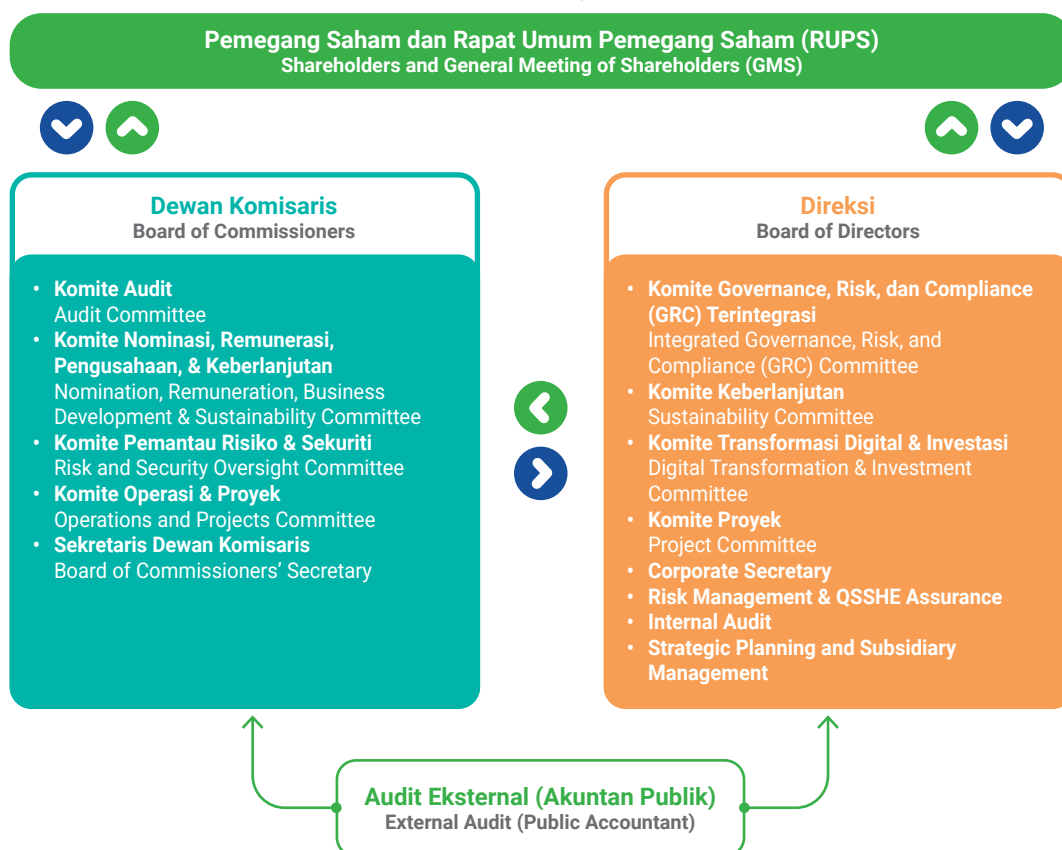 Pemegang Saham dan Rapat Umum Pemegang Saham (RUPS)
Shareholders and General Meeting of Shareholders (GMS)
Dewan Komisaris
Board of Commissioners
• Komite Audit
Audit Committee
• Komite Nominasi, Remunerasi,
Pengusahaan, & Keberlanjutan
Nomination, Remuneration, Business
Development & Sustainability Committee
• Komite Pemantau Risiko & Sekuriti
Risk and Security Oversight Committee
• Komite Operasi & Proyek
Operations and Projects Committee
• Sekretaris Dewan Komisaris
Board of Commissioners’ Secretary
Direksi
Board of Directors
• Komite Governance, Risk, dan Compliance
(GRC) Terintegrasi
Integrated Governance, Risk, and
Compliance (GRC) Committee
• Komite Keberlanjutan
Sustainability Committee
• Komite Transformasi Digital & Investasi
Digital Transformation & Investment
Committee
• Komite Proyek
Project Committee
• Corporate Secretary
• Risk Management & QSSHE Assurance
• Internal Audit
• Strategic Planning and Subsidiary
Management
Audit Eksternal (Akuntan Publik)
External Audit (Public Accountant)